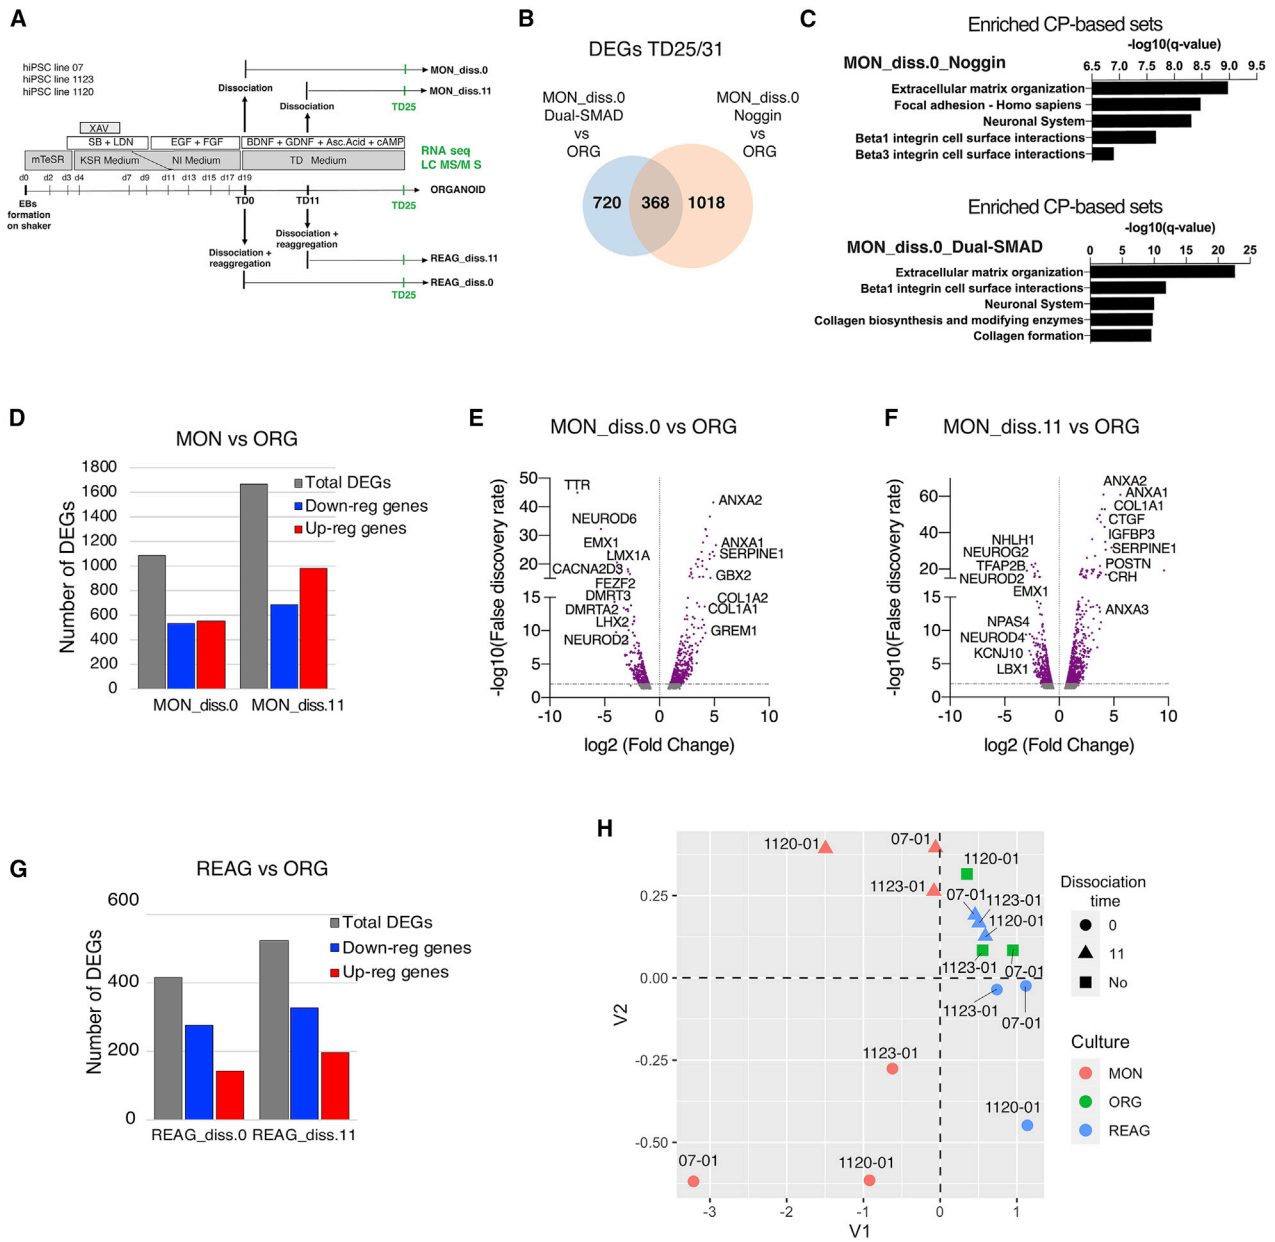 A
hiPSC line 07
hiPSC line 1123
hiPSC line 1120
MON_diss.0
Dissociation
MON_diss.11
Dissociation
TD25
XAV
SB + LDN
EGF + FGF
BDNF + GDNF + Asc.Acid + cAMP
mTeSR
KSR Medium
NI Medium
TD Medium
RNA seq
LC MS/M S
d0 d2 d3 d4 d7 d9 d11 d13 d15 d17 d19
ORGANOID
EBs
formation
on shaker
TD0
TD11
TD25
Dissociation +
reaggregation
Dissociation +
reaggregation
REAG_diss.11
REAG_diss.0
TD25
B
DEGs TD25/31
MON_diss.0
Dual-SMAD
vs
ORG
MON_diss.0
Noggin
vs
ORG
720 368 1018
C
Enriched CP-based sets
-log10(q-value)
MON_diss.0_Noggin
6.5 7.0 7.5 8.0 8.5 9.0 9.5
Extracellular matrix organization
Focal adhesion - Homo sapiens
Neuronal System
Beta1 integrin cell surface interactions
Beta3 integrin cell surface interactions
Enriched CP-based sets
-log10(q-value)
MON_diss.0_Dual-SMAD
0 5 10 15 20 25
Extracellular matrix organization
Beta1 integrin cell surface interactions
Neuronal System
Collagen biosynthesis and modifying enzymes
Collagen formation
D
MON vs ORG
Number of DEGs
1800
1600
1400
1200
1000
800
600
400
200
0
Total DEGs
Down-reg genes
Up-reg genes
MON_diss.0 MON_diss.11
E
MON_diss.0 vs ORG
-log10(False discovery rate)
50
40
30
20
15
10
5
0
TTR
NEUROD6
EMX1
LMX1A
CACNA2D3
FEZF2
DMRT3
DMRTA2
LHX2
NEUROD2
ANXA2
ANXA1
SERPINE1
GBX2
COL1A2
COL1A1
GREM1
-10 -5 0 5 10
log2 (Fold Change)
F
MON_diss.11 vs ORG
-log10(False discovery rate)
60
40
20
15
10
5
0
NHLH1
NEUROG2
TFAP2B
NEUROD2
EMX1
NPAS4
NEUROD4
KCNJ10
LBX1
ANXA2
ANXA1
COL1A1
CTGF
IGFBP3
SERPINE1
POSTN
CRH
ANXA3
-10 -5 0 5 10
log2 (Fold Change)
G
REAG vs ORG
Number of DEGs
600
400
200
0
Total DEGs
Down-reg genes
Up-reg genes
REAG_diss.0 REAG_diss.11
H
V2
0.25
0.00
-0.25
-0.50
1120-01
07-01
1120-01
1123-01
07-01
1123-01
1120-01
1123-01
07-01
1123-01
07-01
1123-01
1120-01
07-01
1120-01
-3 -2 -1 0 1
V1
Dissociation
time
0
11
No
Culture
MON
ORG
REAG